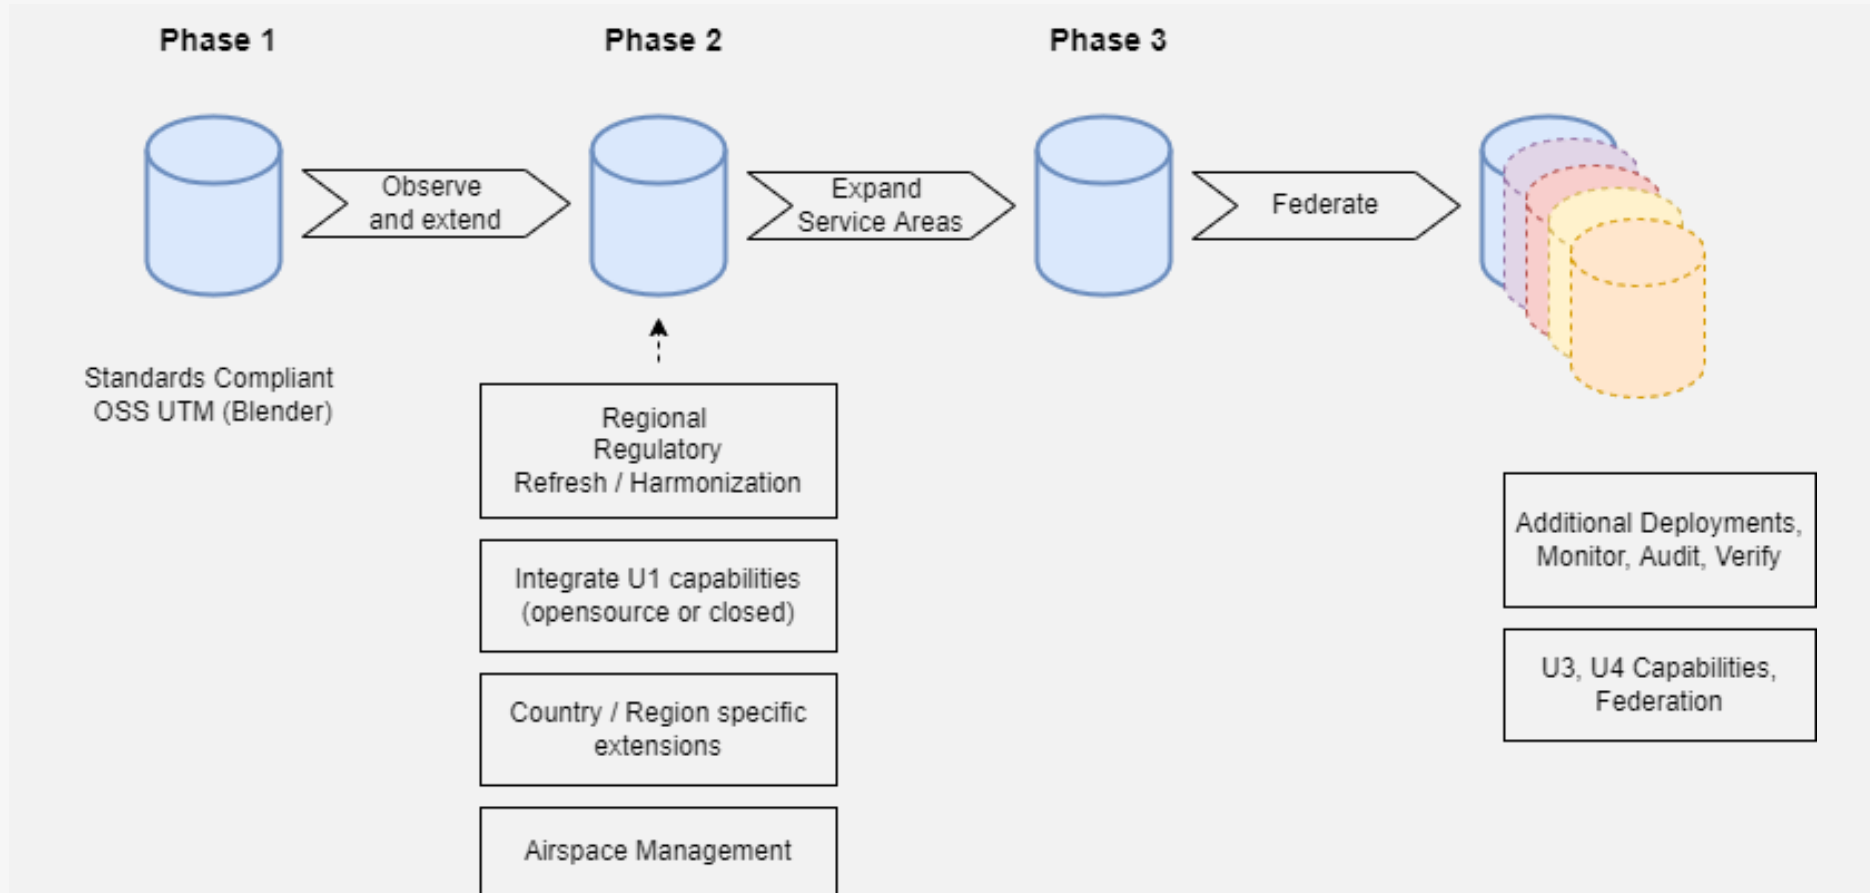 Phase 1
Phase 2
Phase 3
Observe
and extend
Expand
Service Areas
Federate
Standards Compliant
OSS UTM (Blender)
Regional
Regulatory
Refresh / Harmonization
Integrate U1 capabilities
(opensource or closed)
Country / Region specific
extensions
Airspace Management
Additional Deployments,
Monitor, Audit, Verify
U3, U4 Capabilities,
Federation